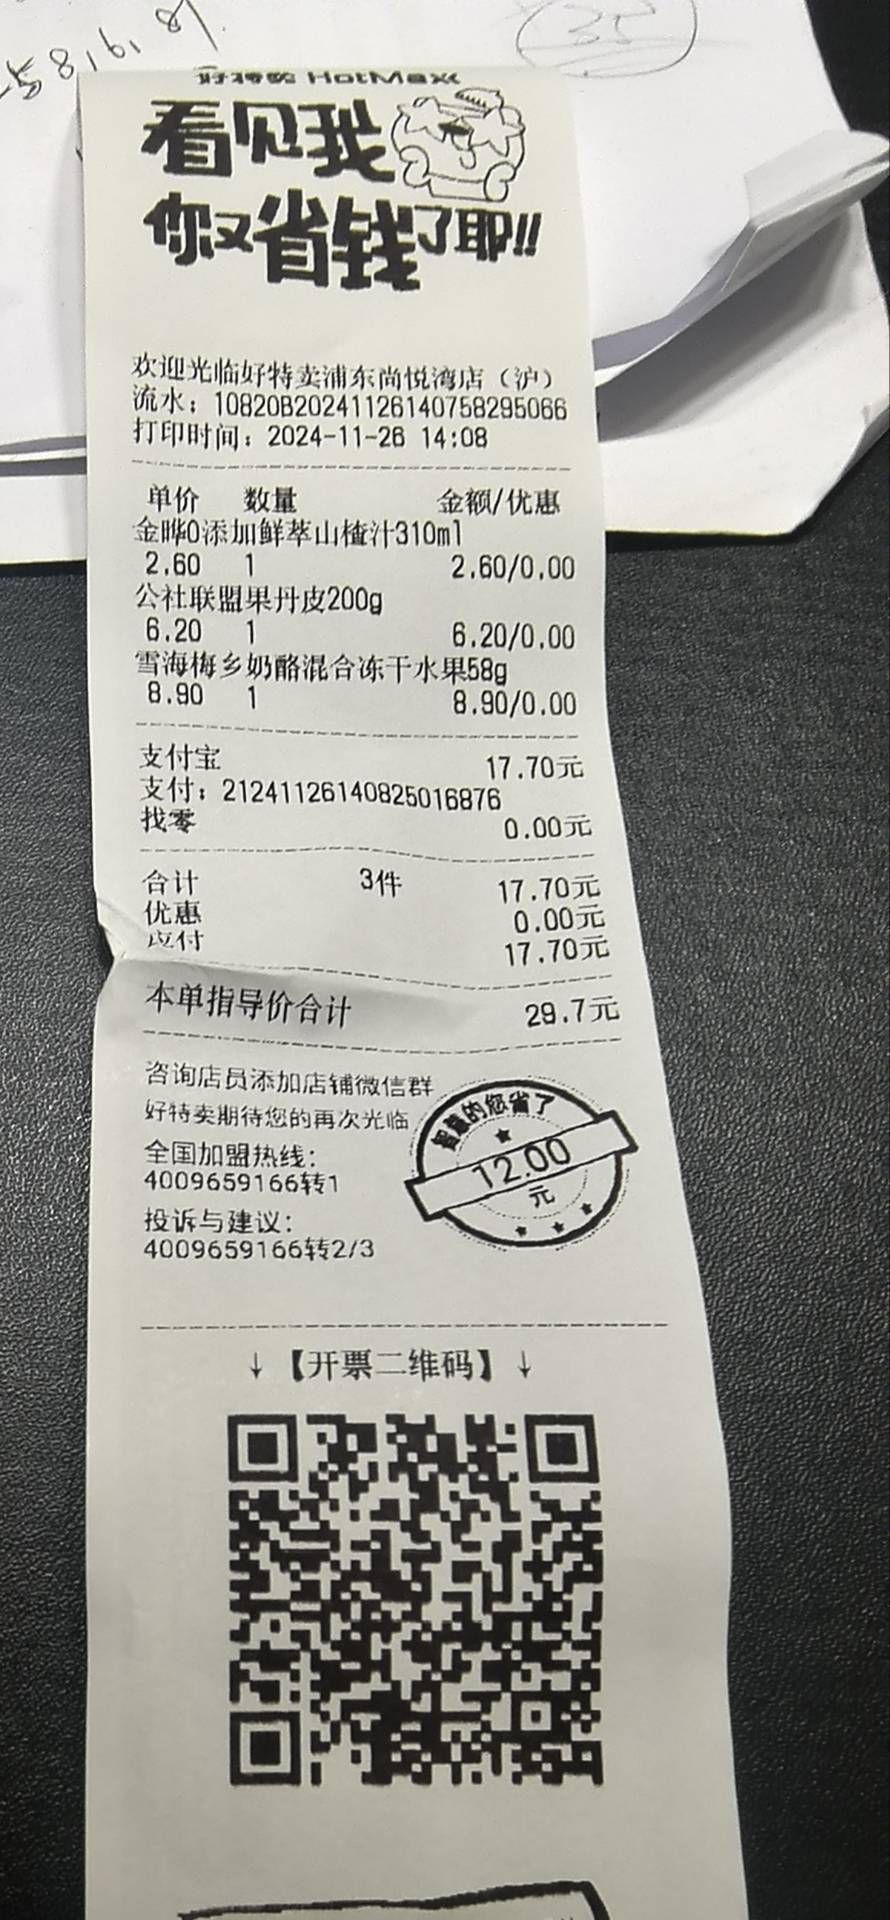 5816.81
35
好特卖 HotMaxx
看见我
你又省钱了耶!!
欢迎光临好特卖浦东尚悦湾店（沪）
流水：10820B20241126140758295066
打印时间：2024-11-26 14:08
单价 数量 金额/优惠
金晔0添加鲜萃山楂汁310ml
2.60 1 2.60/0.00
公社联盟果丹皮200g
6.20 1 6.20/0.00
雪海梅乡奶酪混合冻干水果58g
8.90 1 8.90/0.00
支付宝 17.70元
支付：21241126140825016876
找零 0.00元
合计 3件 17.70元
优惠 0.00元
应付 17.70元
本单指导价合计 29.7元
咨询店员添加店铺微信群
好特卖期待您的再次光临
全国加盟热线：
4009659166转1
投诉与建议：
4009659166转2/3
智慧的您省了
12.00
元
↓【开票二维码】↓